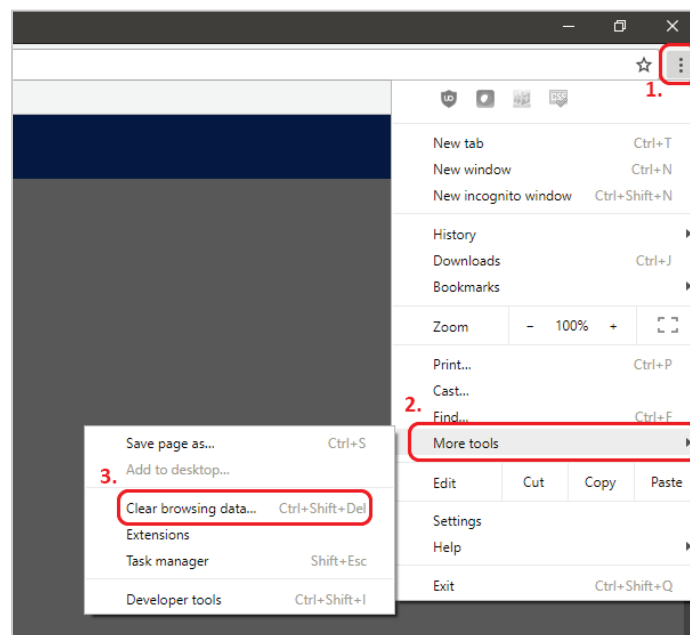 1.
UD
CSS
New tab Ctrl+T
New window Ctrl+N
New incognito window Ctrl+Shift+N
History
Downloads Ctrl+J
Bookmarks
Zoom - 100% +
Print... Ctrl+P
Cast...
2.
Find... Ctrl+F
More tools
Save page as... Ctrl+S
Add to desktop...
3.
Clear browsing data... Ctrl+Shift+Del
Extensions
Task manager Shift+Esc
Developer tools Ctrl+Shift+I
Edit Cut Copy Paste
Settings
Help
Exit Ctrl+Shift+Q